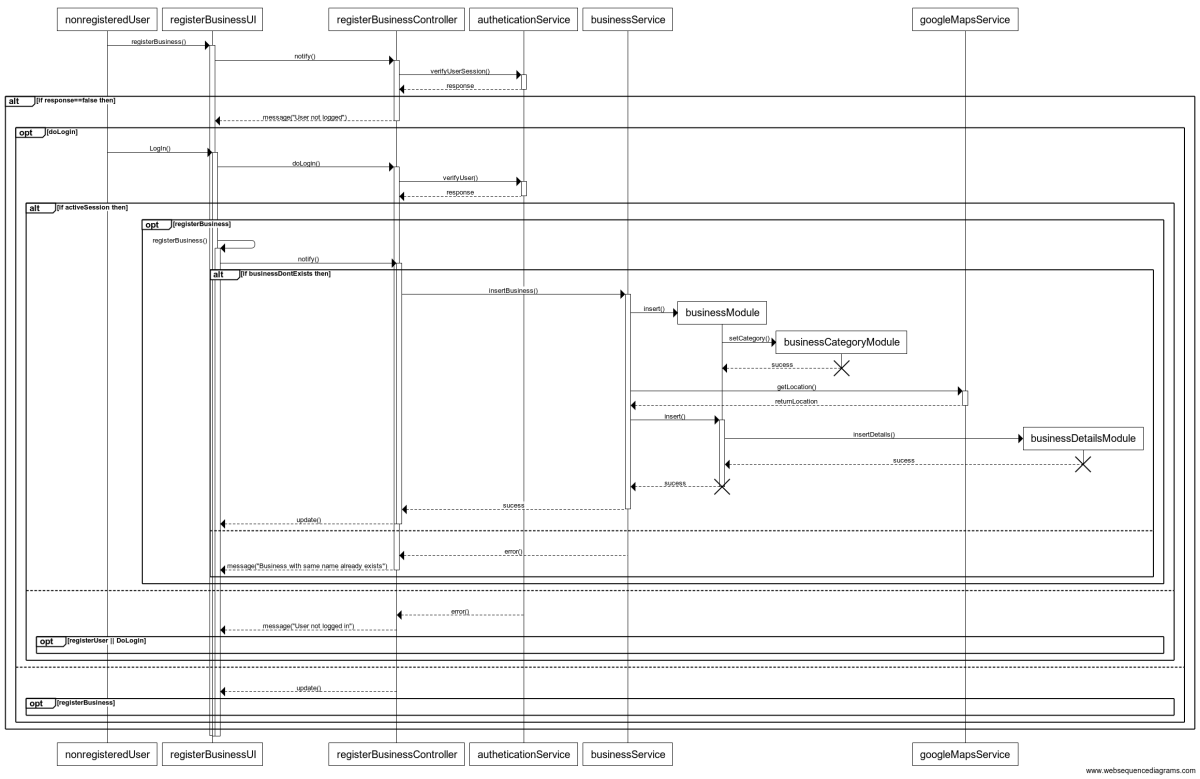 nonregisteredUser registerBusinessUI registerBusinessController autheticationService businessService googleMapsService
registerBusiness()
notify()
verifyUserSession()
response
alt [if response==false then]
message("User not logged")
opt [doLogin]
LogIn()
doLogin()
verifyUser()
response
alt [if activeSession then]
opt [registerBusiness]
registerBusiness()
notify()
alt [if businessDontExists then]
insertBusiness()
insert() businessModule
setCategory() businessCategoryModule
sucess
getLocation()
returnLocation
insert()
insertDetails() businessDetailsModule
sucess
sucess
sucess
update()
error()
message("Business with same name already exists")
error()
message("User not logged in")
opt [registerUser || DoLogin]
update()
opt [registerBusiness]
nonregisteredUser registerBusinessUI registerBusinessController autheticationService businessService googleMapsService
www.websequencediagrams.com